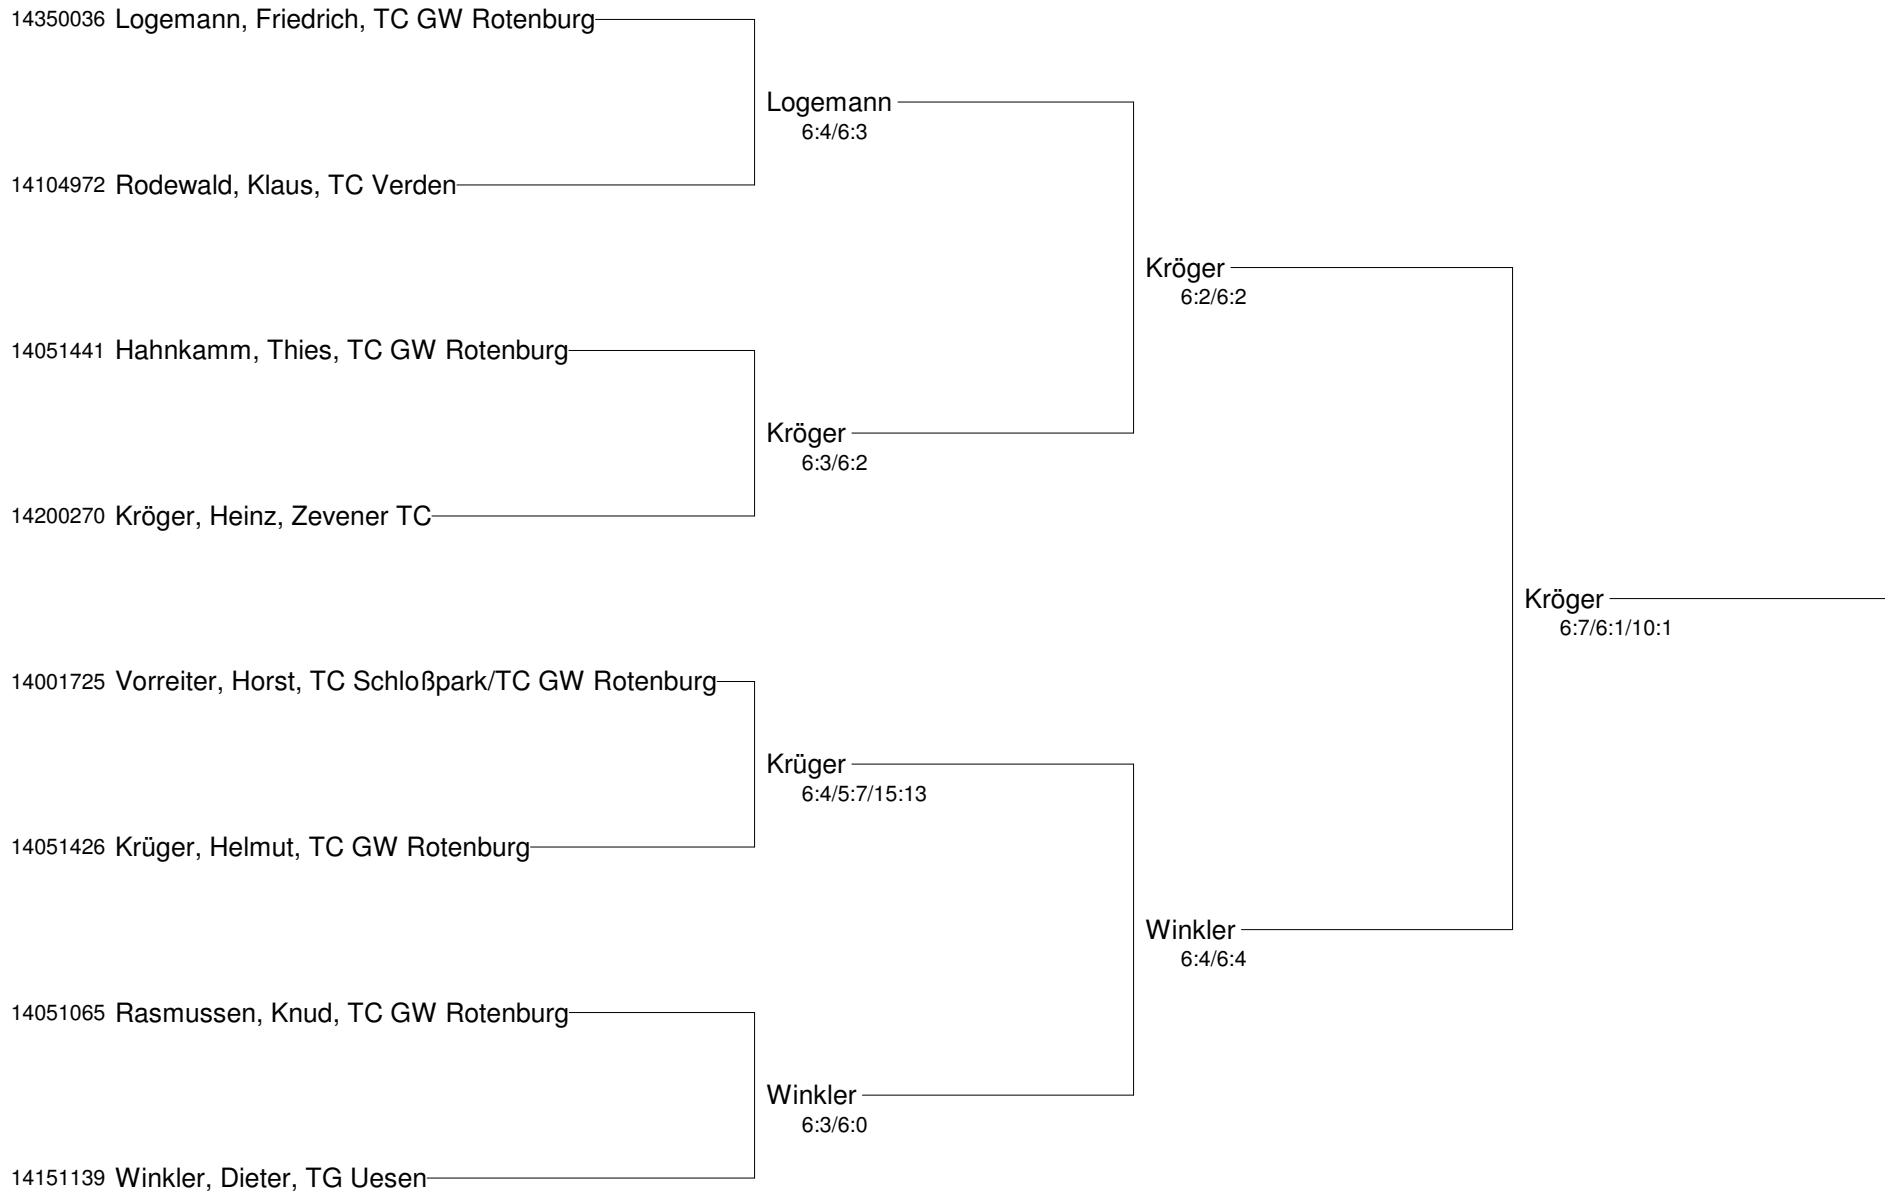 14350036 Logemann, Friedrich, TC GW Rotenburg
Logemann
6:4/6:3
14104972 Rodewald, Klaus, TC Verden
Kröger
6:2/6:2
14051441 Hahnkamm, Thies, TC GW Rotenburg
Kröger
6:3/6:2
14200270 Kröger, Heinz, Zevener TC
Kröger
6:7/6:1/10:1
14001725 Vorreiter, Horst, TC Schloßpark/TC GW Rotenburg
Krüger
6:4/5:7/15:13
14051426 Krüger, Helmut, TC GW Rotenburg
Winkler
6:4/6:4
14051065 Rasmussen, Knud, TC GW Rotenburg
Winkler
6:3/6:0
14151139 Winkler, Dieter, TG Uesen